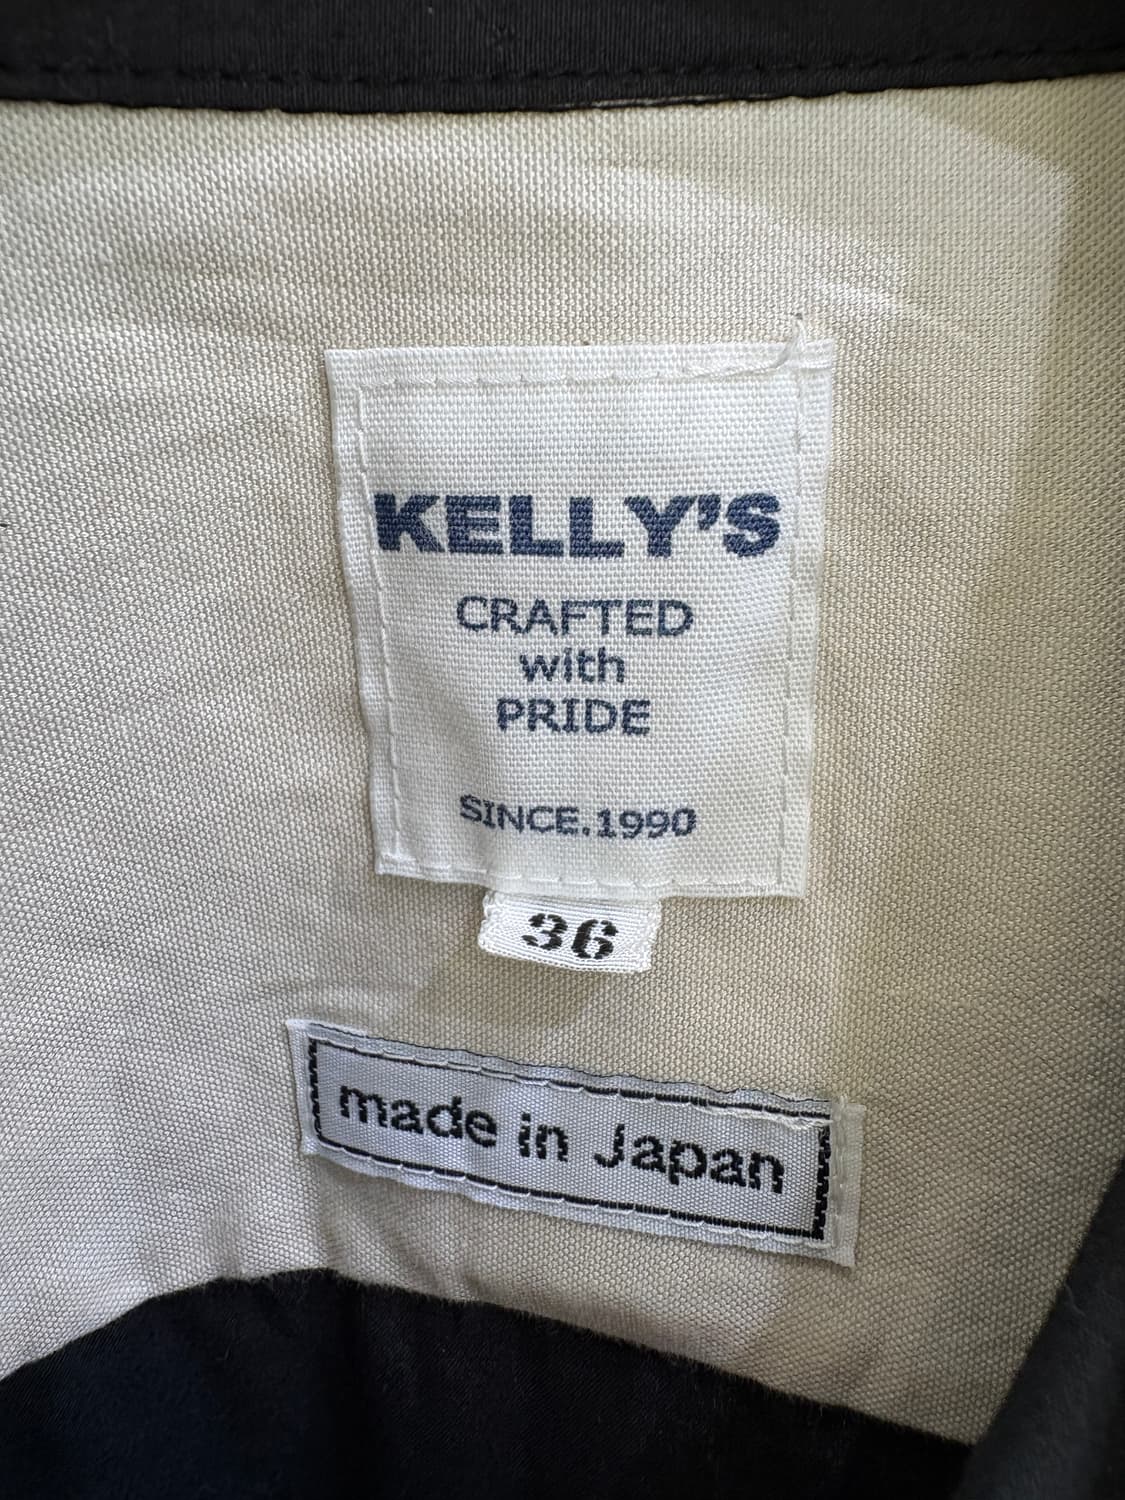 KELLY'S
CRAFTED
with
PRIDE
SINCE.1990
36
made in Japan